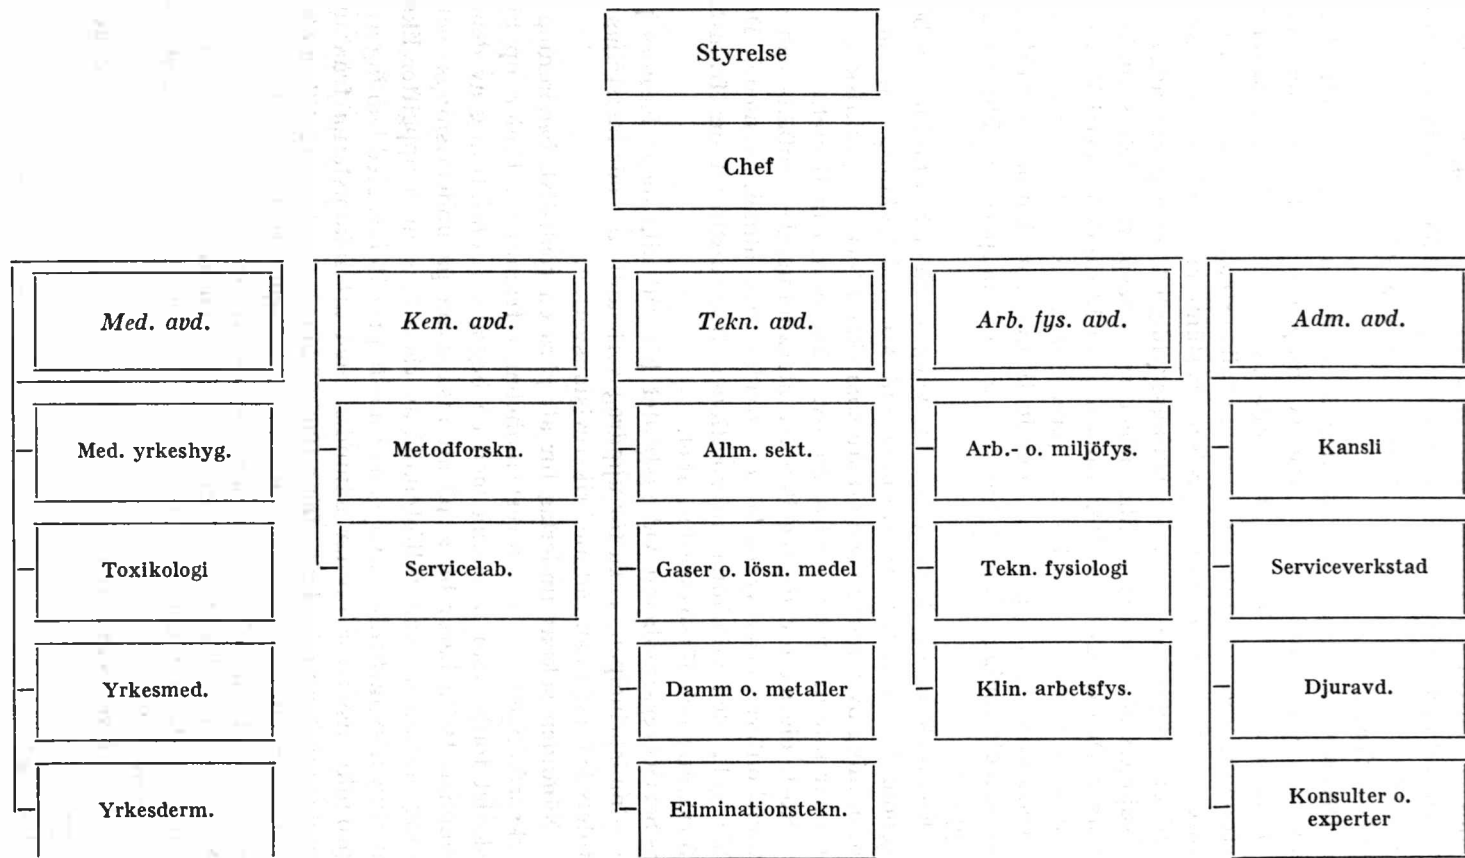 Styrelse
Chef
Med. avd.
Med. yrkeshyg.
Toxikologi
Yrkesmed.
Yrkesderm.
Kem. avd.
Metodforskn.
Servicelab.
Tekn. avd.
Allm. sekt.
Gaser o. lösn. medel
Damm o. metaller
Eliminationstekn.
Arb. fys. avd.
Arb.- o. miljöfys.
Tekn. fysiologi
Klin. arbetsfys.
Adm. avd.
Kansli
Serviceverkstad
Djuravd.
Konsulter o.
experter